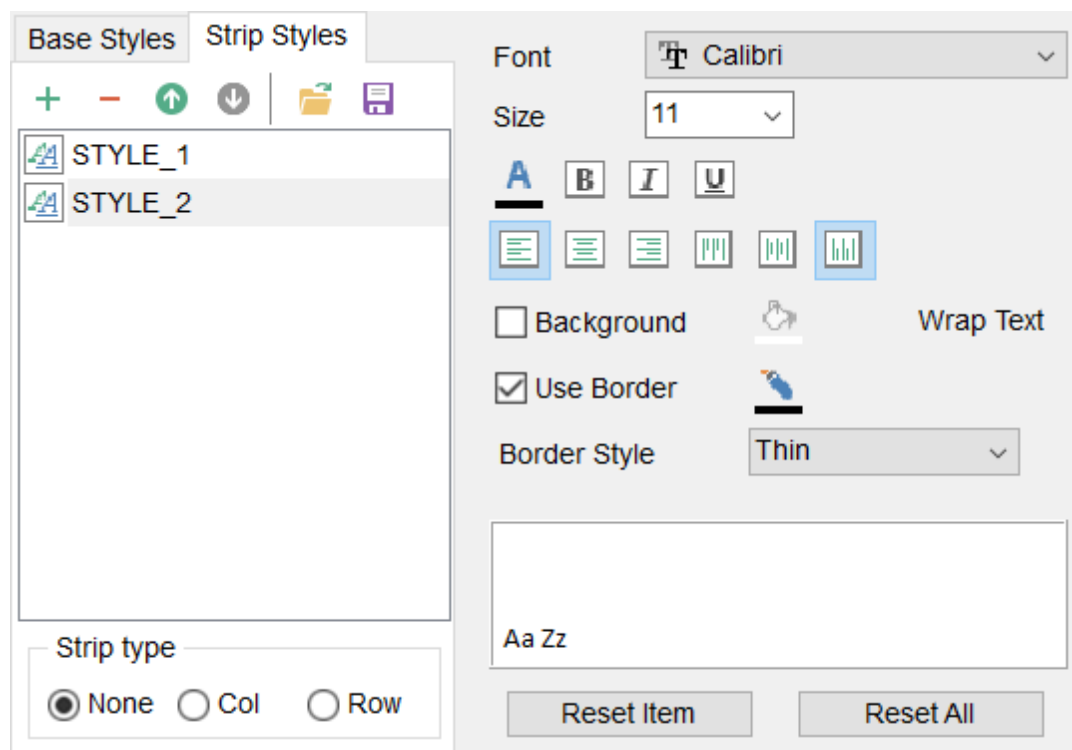 Base Styles
Strip Styles
STYLE_1
STYLE_2
Strip type
None
Col
Row
Font
Calibri
Size
11
A
B
I
U
Background
Wrap Text
Use Border
Border Style
Thin
Aa Zz
Reset Item
Reset All